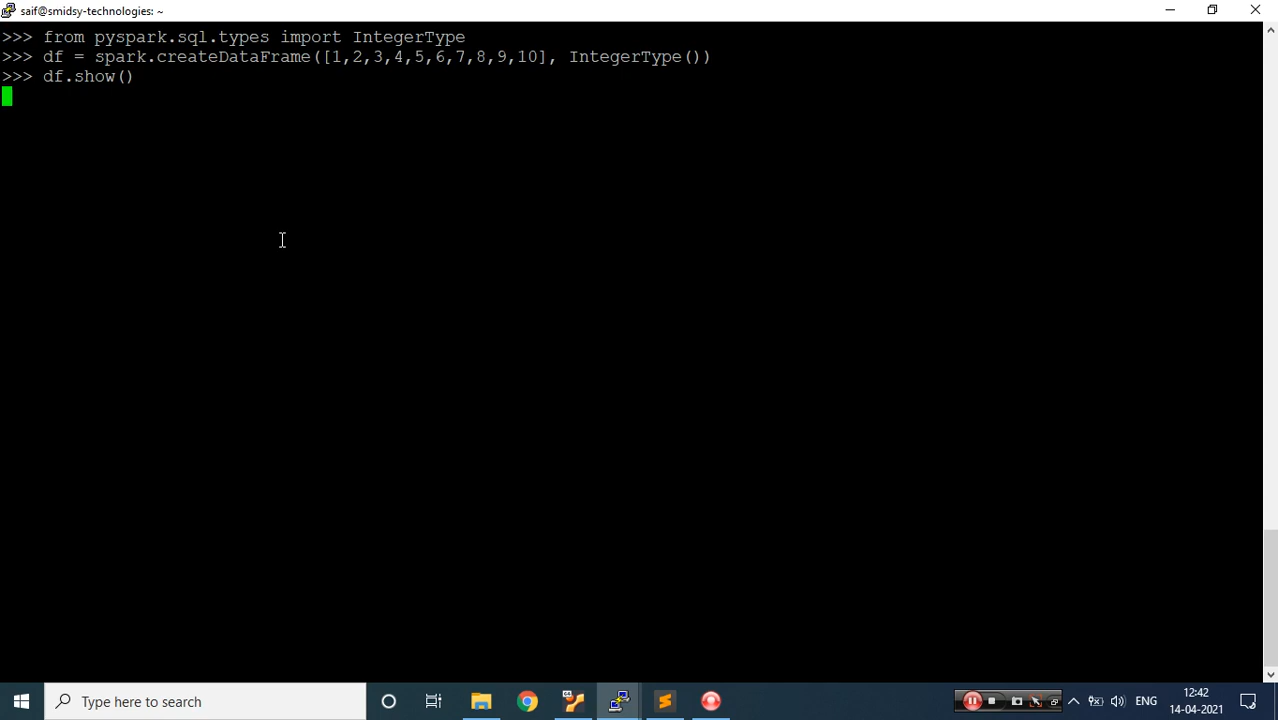 saif@smidsy-technologies: ~
>>> from pyspark.sql.types import IntegerType
>>> df = spark.createDataFrame([1,2,3,4,5,6,7,8,9,10], IntegerType())
>>> df.show()
Type here to search
ENG
12:42
14-04-2021